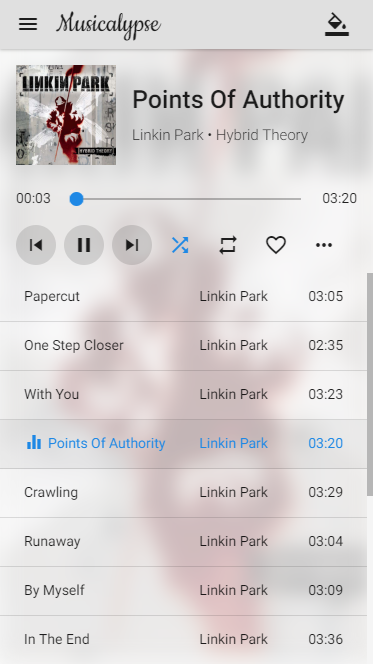 Musicalypse
LINKIN PARK
HYBRID THEORY
Points Of Authority
Linkin Park • Hybrid Theory
00:03 03:20
Papercut Linkin Park 03:05
One Step Closer Linkin Park 02:35
With You Linkin Park 03:23
Points Of Authority Linkin Park 03:20
Crawling Linkin Park 03:29
Runaway Linkin Park 03:04
By Myself Linkin Park 03:09
In The End Linkin Park 03:36